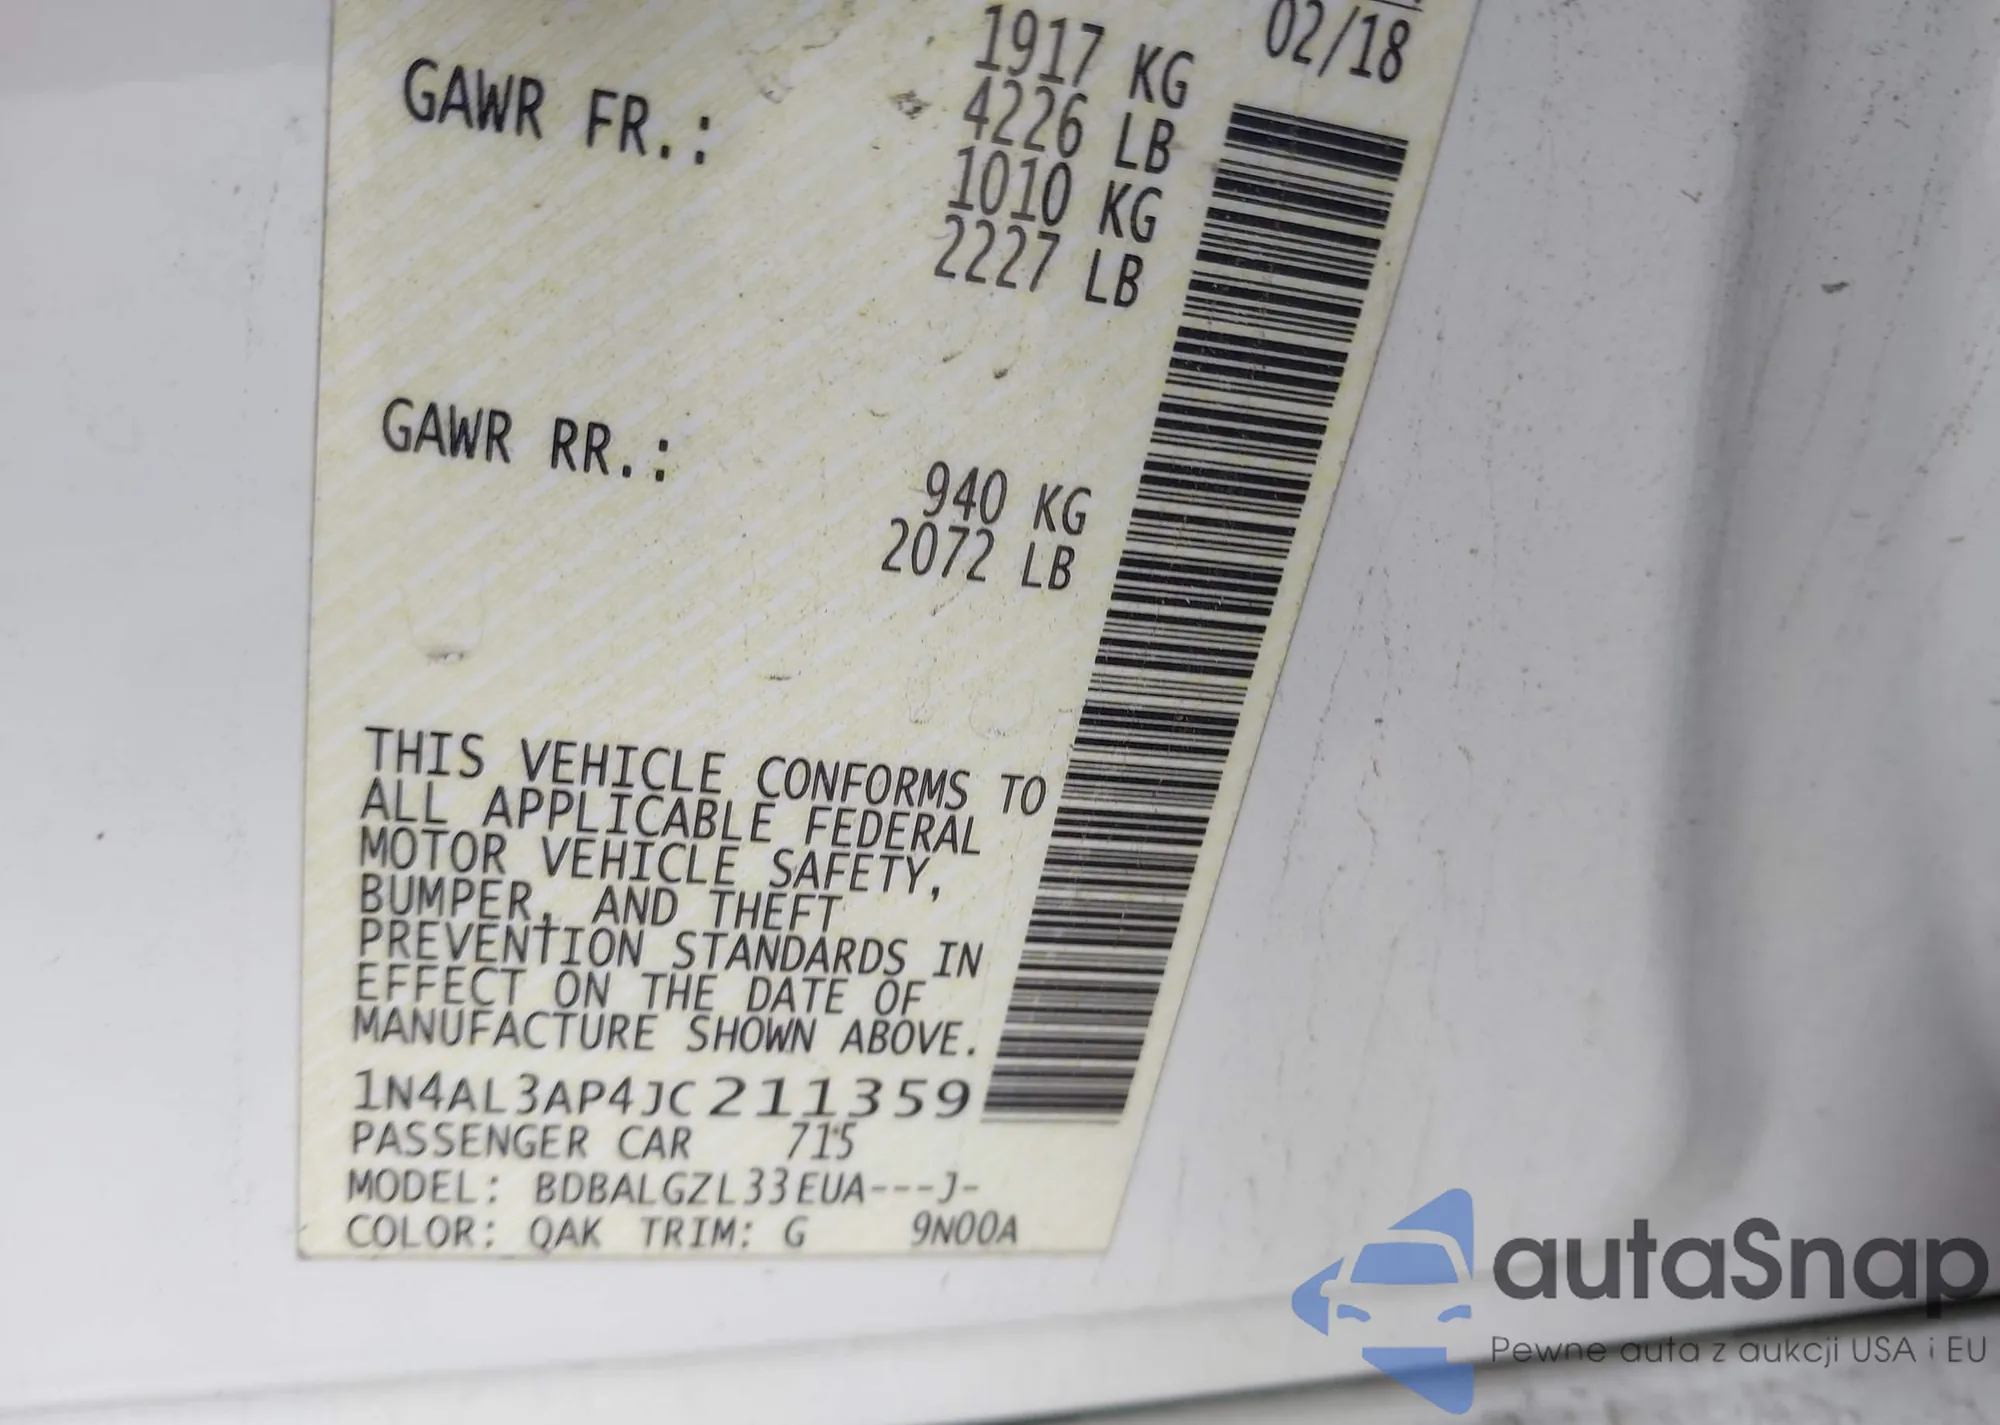 02/18
1917 KG
4226 LB
GAWR FR.:
1010 KG
2227 LB
GAWR RR.:
940 KG
2072 LB
THIS VEHICLE CONFORMS TO
ALL APPLICABLE FEDERAL
MOTOR VEHICLE SAFETY,
BUMPER, AND THEFT
PREVENTION STANDARDS IN
EFFECT ON THE DATE OF
MANUFACTURE SHOWN ABOVE.
1N4AL3AP4JC211359
PASSENGER CAR 715
MODEL: BDBALGZL33EUA---J-
COLOR: QAK TRIM: G 9N00A
autaSnap
Pewne auta z aukcji USA i EU